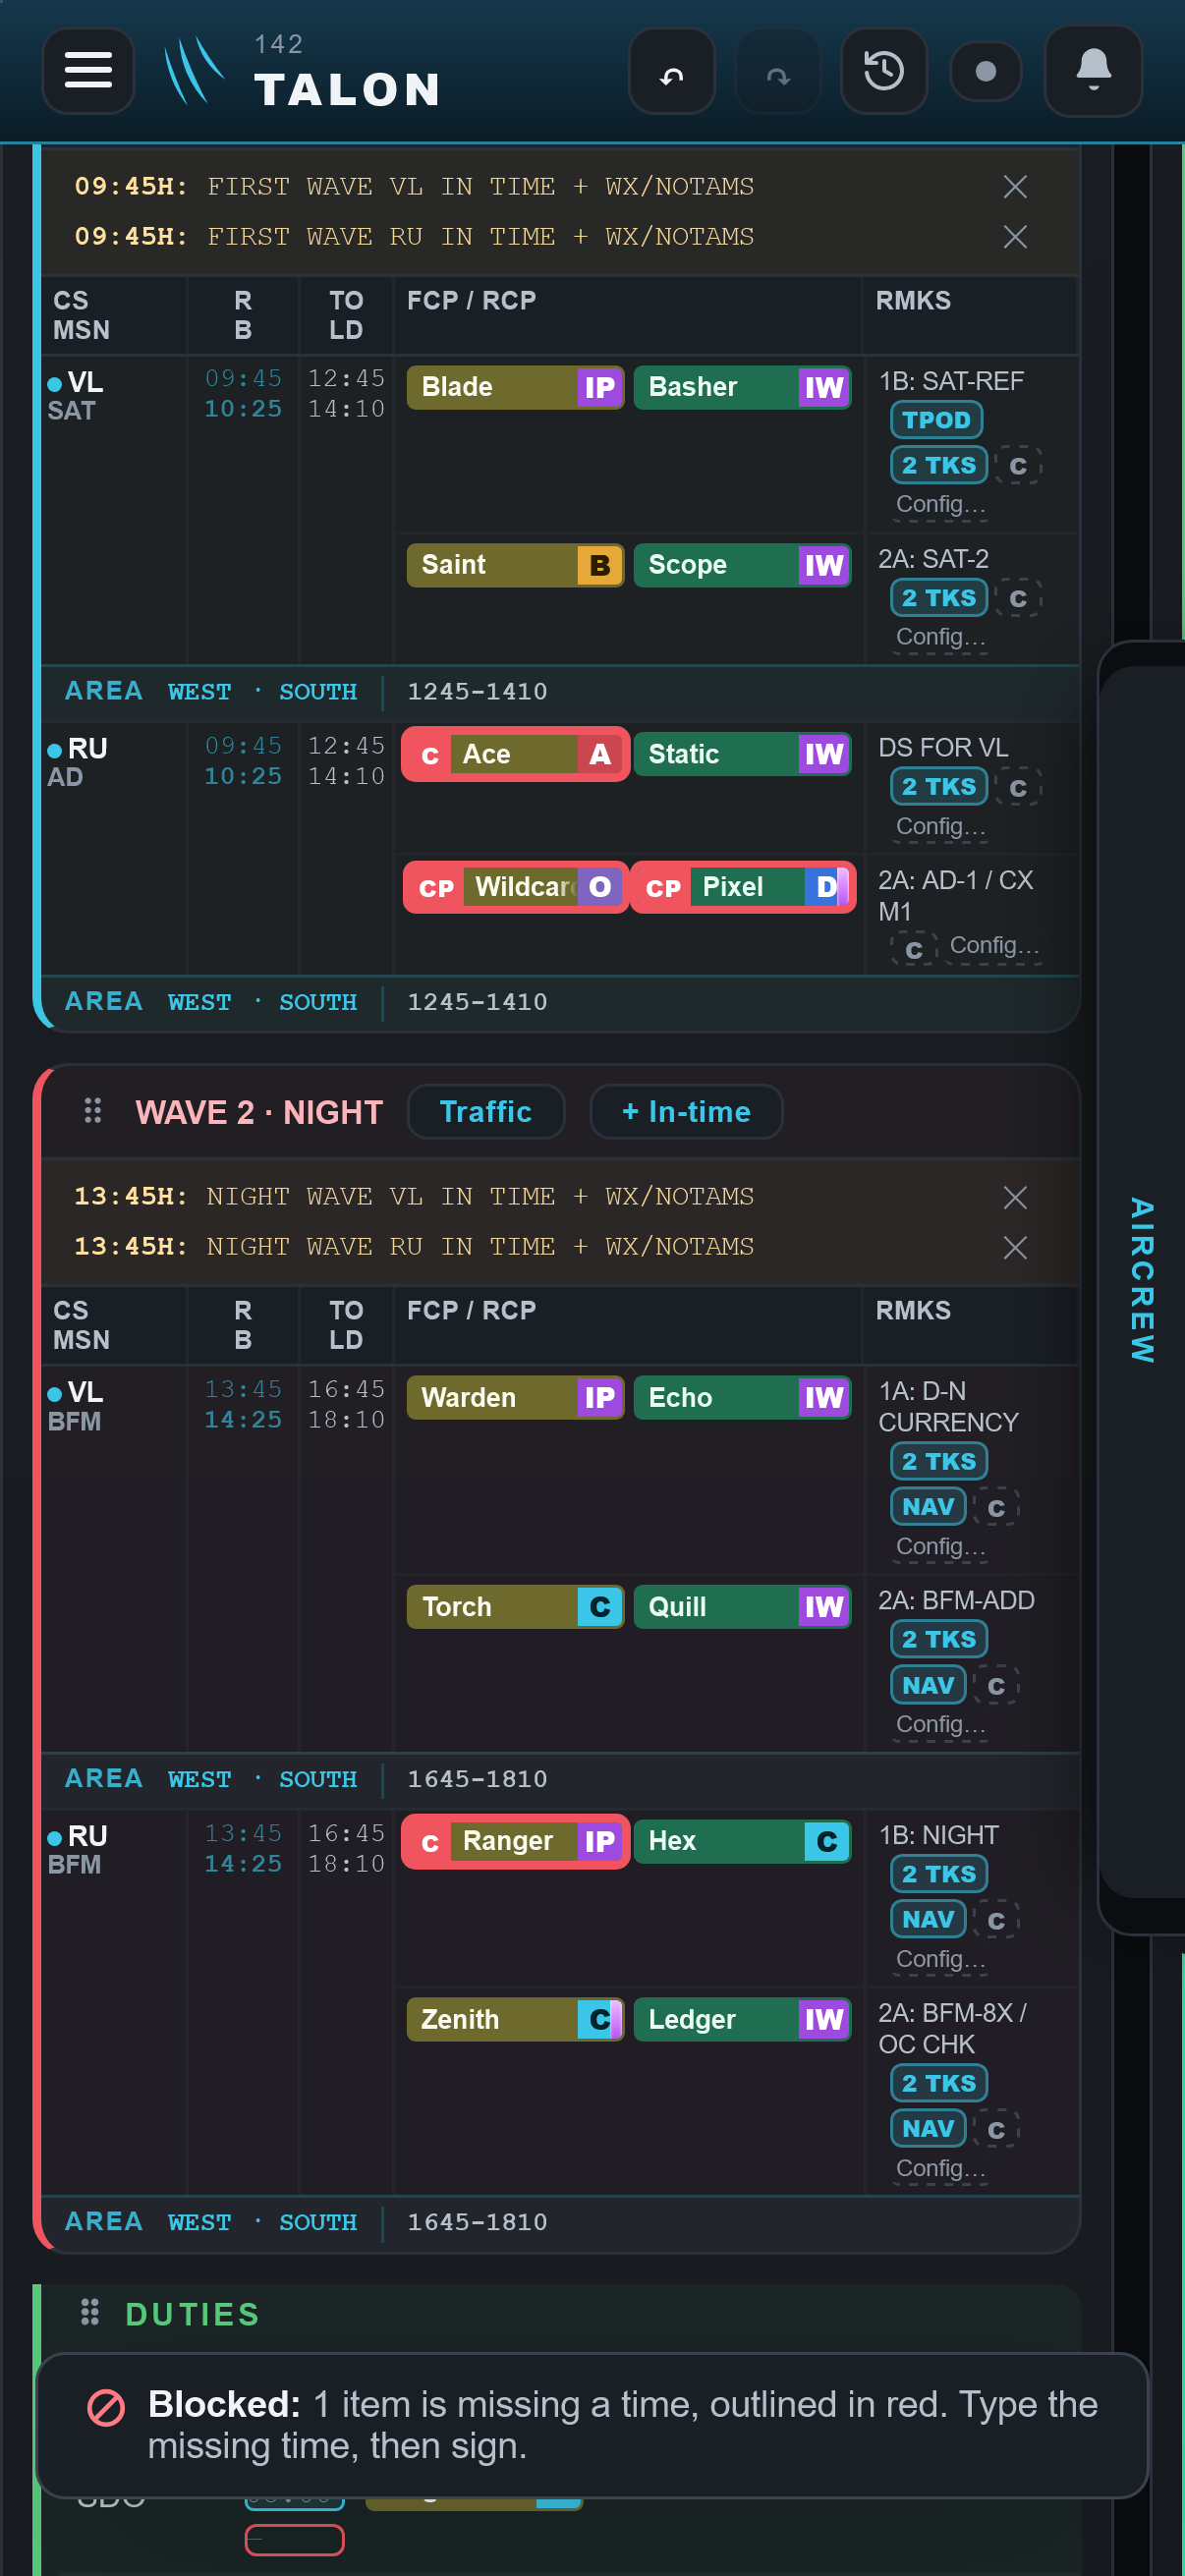 142
TALON
09:45H: FIRST WAVE VL IN TIME + WX/NOTAMS
09:45H: FIRST WAVE RU IN TIME + WX/NOTAMS
CS R TO FCP / RCP RMKS
MSN B LD
VL 09:45 12:45 Blade IP Basher IW 1B: SAT-REF
SAT 10:25 14:10 TPOD
2 TKS C
Config...
Saint B Scope IW 2A: SAT-2
2 TKS C
Config...
AREA WEST · SOUTH 1245-1410
RU 09:45 12:45 C Ace A Static IW DS FOR VL
AD 10:25 14:10 2 TKS C
Config...
CP O CP Pixel D 2A: AD-1 / CX
M1
C Config...
AREA WEST · SOUTH 1245-1410
WAVE 2 · NIGHT Traffic + In-time
13:45H: NIGHT WAVE VL IN TIME + WX/NOTAMS
13:45H: NIGHT WAVE RU IN TIME + WX/NOTAMS
CS R TO FCP / RCP RMKS
MSN B LD
VL 13:45 16:45 Warden IP Echo IW 1A: D-N
BFM 14:25 18:10 CURRENCY
2 TKS
NAV C
Config...
Torch C Quill IW 2A: BFM-ADD
2 TKS
NAV C
Config...
AREA WEST · SOUTH 1645-1810
RU 13:45 16:45 C Ranger IP Hex C 1B: NIGHT
BFM 14:25 18:10 2 TKS
NAV C
Config...
Zenith C Ledger IW 2A: BFM-8X /
OC CHK
2 TKS
NAV C
Config...
AREA WEST · SOUTH 1645-1810
AIRCREW
DUTIES
Blocked: 1 item is missing a time, outlined in red. Type the
missing time, then sign.